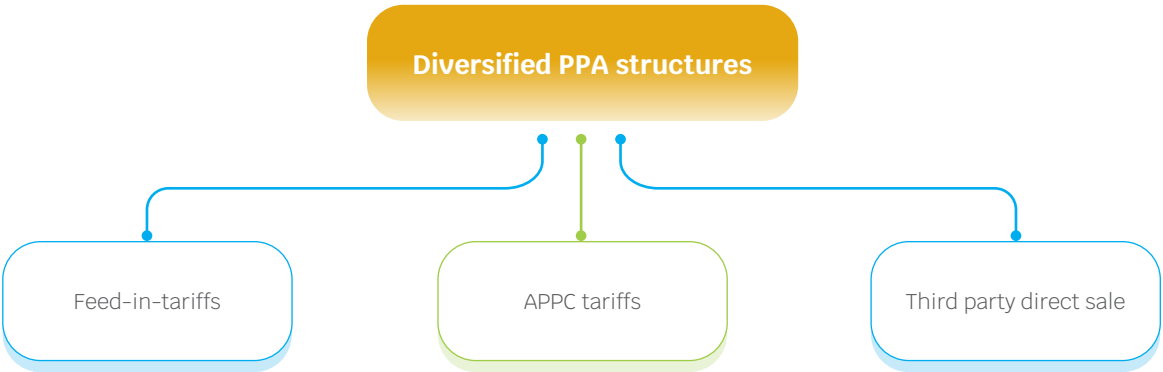 Diversified PPA structures
Feed-in-tariffs
APPC tariffs
Third party direct sale